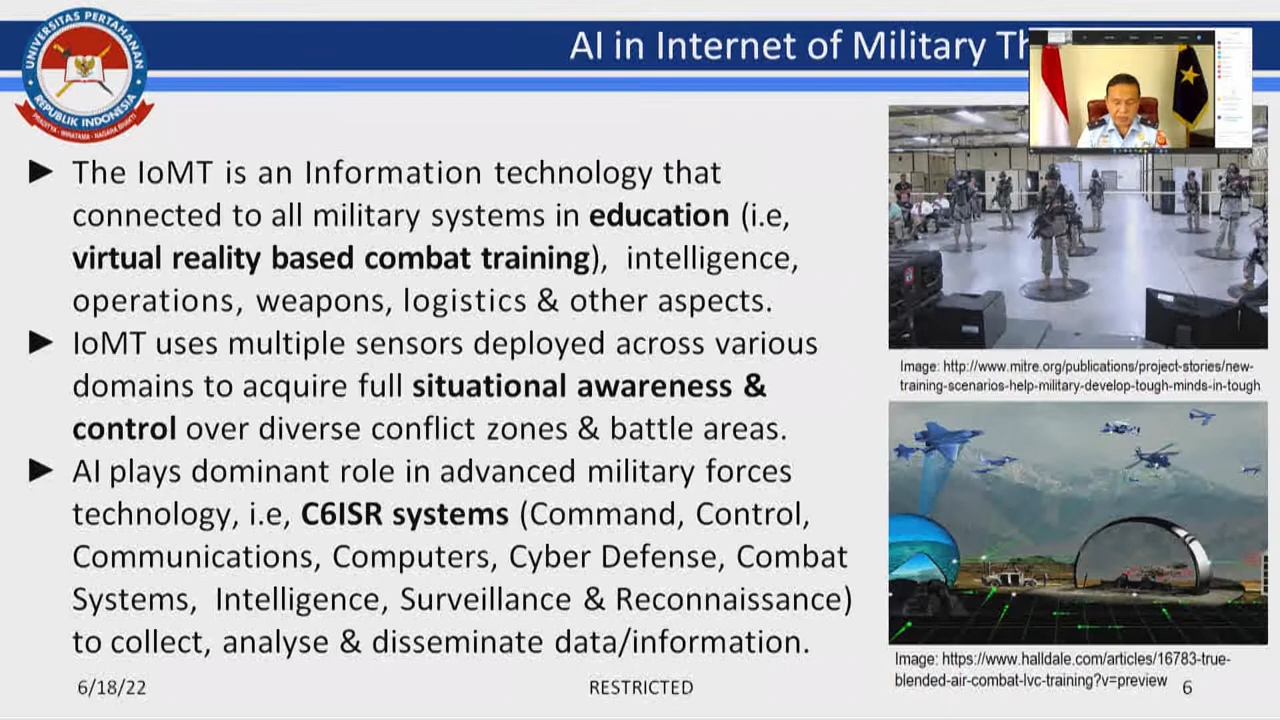 UNIVERSITAS PERTAHANAN
REPUBLIK INDONESIA
AI in Internet of Military Th
► The IoMT is an Information technology that
connected to all military systems in education (i.e,
virtual reality based combat training), intelligence,
operations, weapons, logistics & other aspects.
► IoMT uses multiple sensors deployed across various
domains to acquire full situational awareness &
control over diverse conflict zones & battle areas.
► AI plays dominant role in advanced military forces
technology, i.e, C6ISR systems (Command, Control,
Communications, Computers, Cyber Defense, Combat
Systems, Intelligence, Surveillance & Reconnaissance)
to collect, analyse & disseminate data/information.
Image: http://www.mitre.org/publications/project-stories/new-
training-scenarios-help-military-develop-tough-minds-in-tough
Image: https://www.halldale.com/articles/16783-true-
blended-air-combat-lvc-training?v=preview
6/18/22
RESTRICTED
6